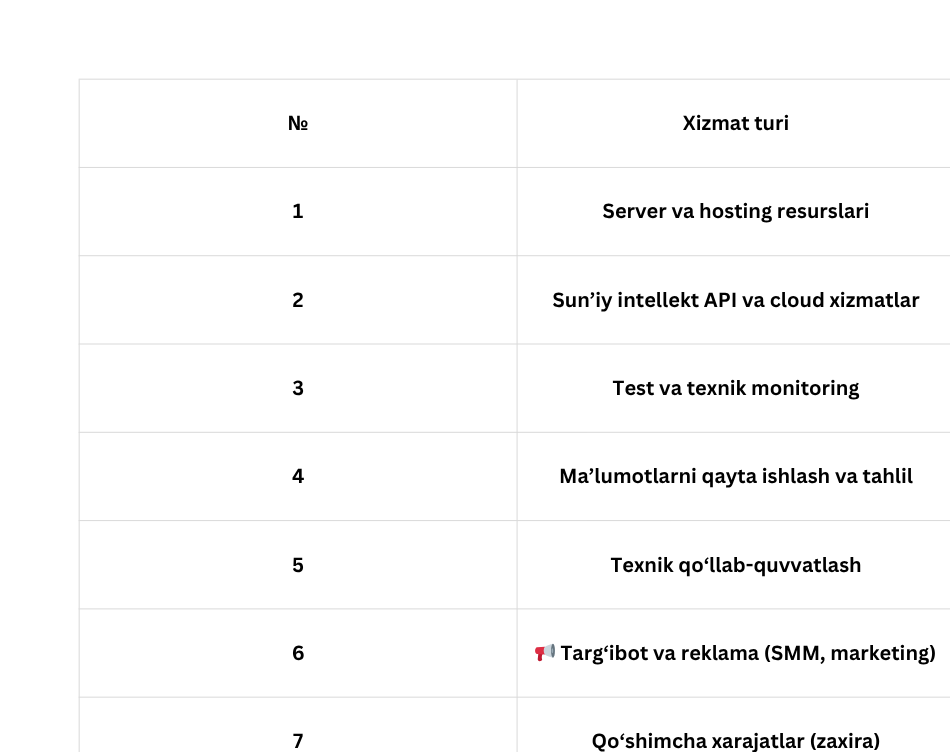 № Xizmat turi
1 Server va hosting resurslari
2 Sun’iy intellekt API va cloud xizmatlar
3 Test va texnik monitoring
4 Ma’lumotlarni qayta ishlash va tahlil
5 Texnik qo‘llab-quvvatlash
6 📢 Targ‘ibot va reklama (SMM, marketing)
7 Qo‘shimcha xarajatlar (zaxira)